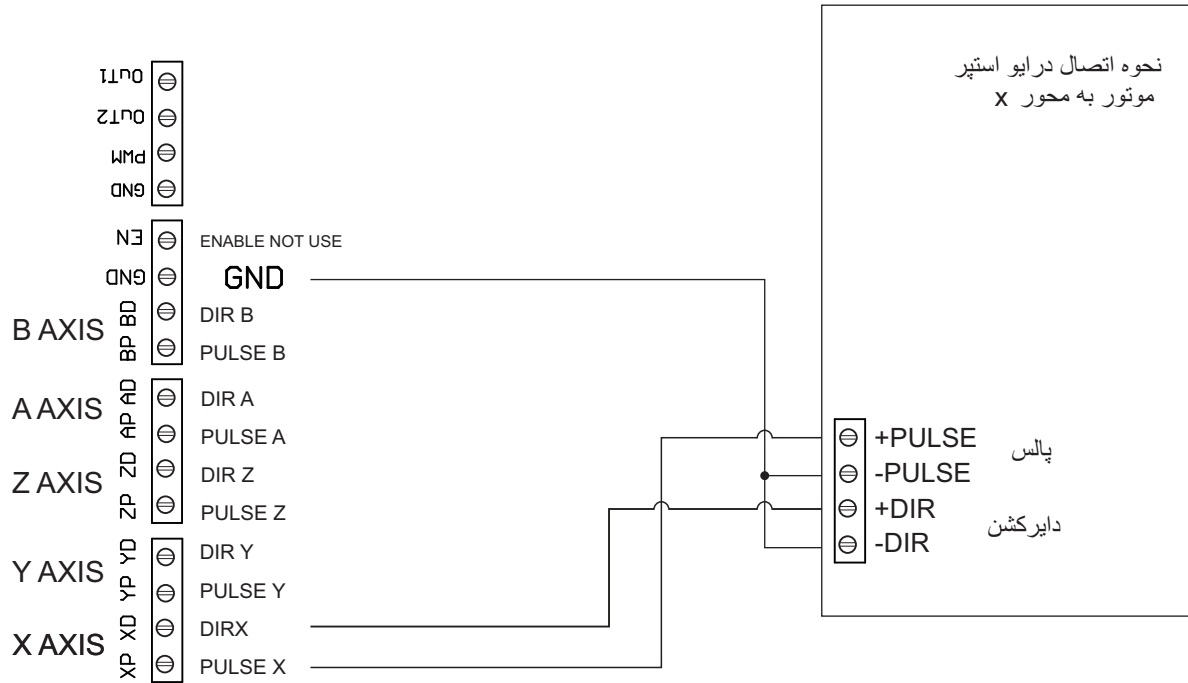 OuT1
OuT2
PWM
GND
EN
ENABLE NOT USE
GND
GND
B AXIS
BD
DIR B
BP
PULSE B
A AXIS
AD
DIR A
AP
PULSE A
Z AXIS
ZD
DIR Z
ZP
PULSE Z
Y AXIS
YD
DIR Y
YP
PULSE Y
X AXIS
XD
DIRX
XP
PULSE X
نحوه اتصال درایو استپر
موتور به محور x
+PULSE
-PULSE
پالس
+DIR
-DIR
دایرکشن